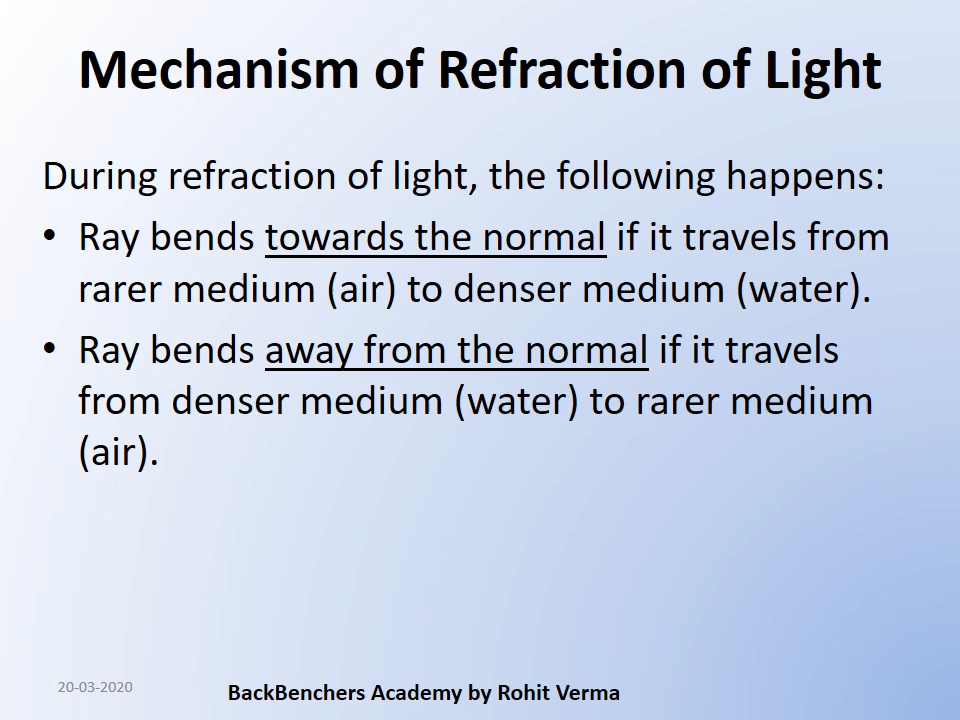 Mechanism of Refraction of Light
During refraction of light, the following happens:
• Ray bends towards the normal if it travels from
rarer medium (air) to denser medium (water).
• Ray bends away from the normal if it travels
from denser medium (water) to rarer medium
(air).
20-03-2020
BackBenchers Academy by Rohit Verma